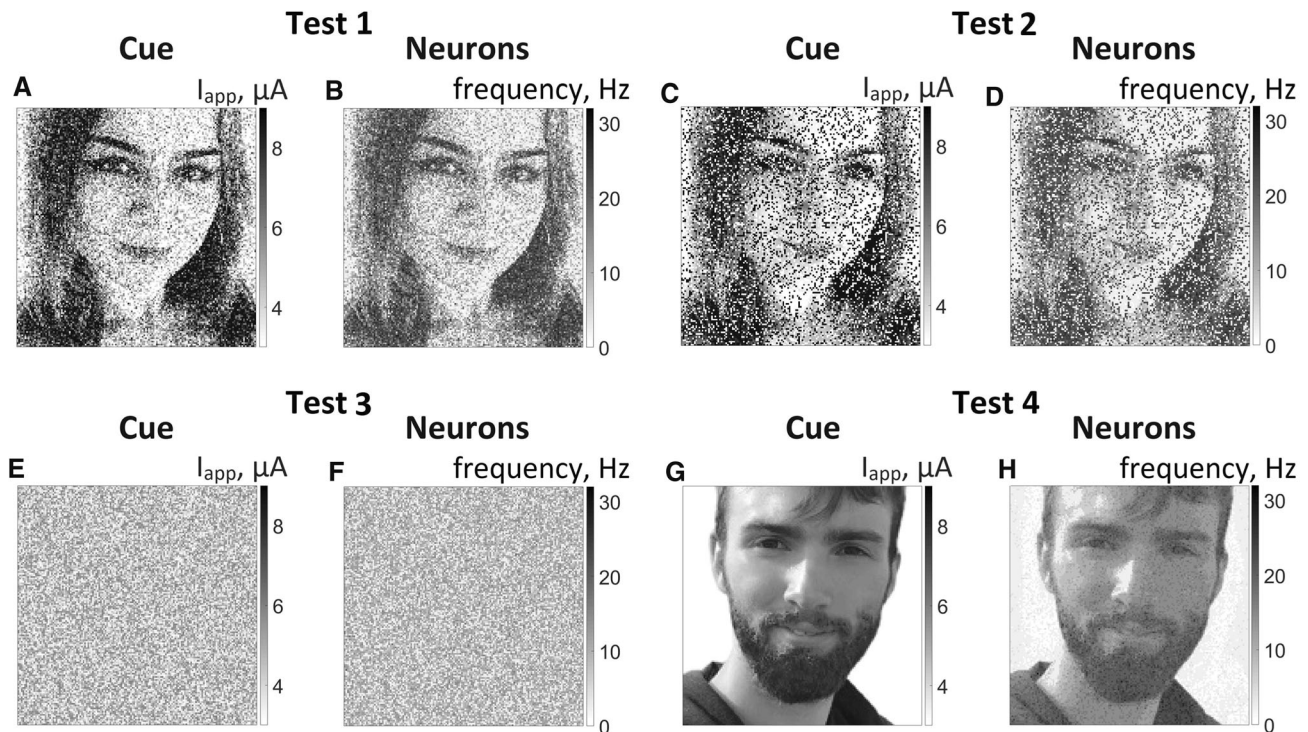 Test 1
Cue Neurons
A I_app, μA B frequency, Hz
8
6
4
30
20
10
0
Test 2
Cue Neurons
C I_app, μA D frequency, Hz
8
6
4
30
20
10
0
Test 3
Cue Neurons
E I_app, μA F frequency, Hz
8
6
4
30
20
10
0
Test 4
Cue Neurons
G I_app, μA H frequency, Hz
8
6
4
30
20
10
0